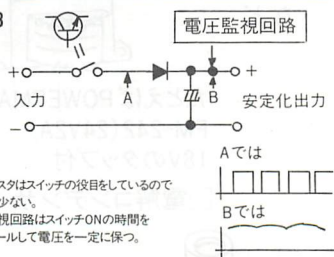 3
電圧監視回路
+ +
A B
入力 安定化出力
− −
Aでは
Bでは
スタはスイッチの役目をしているので
少ない。
視回路はスイッチONの時間を
ールして電圧を一定に保つ。